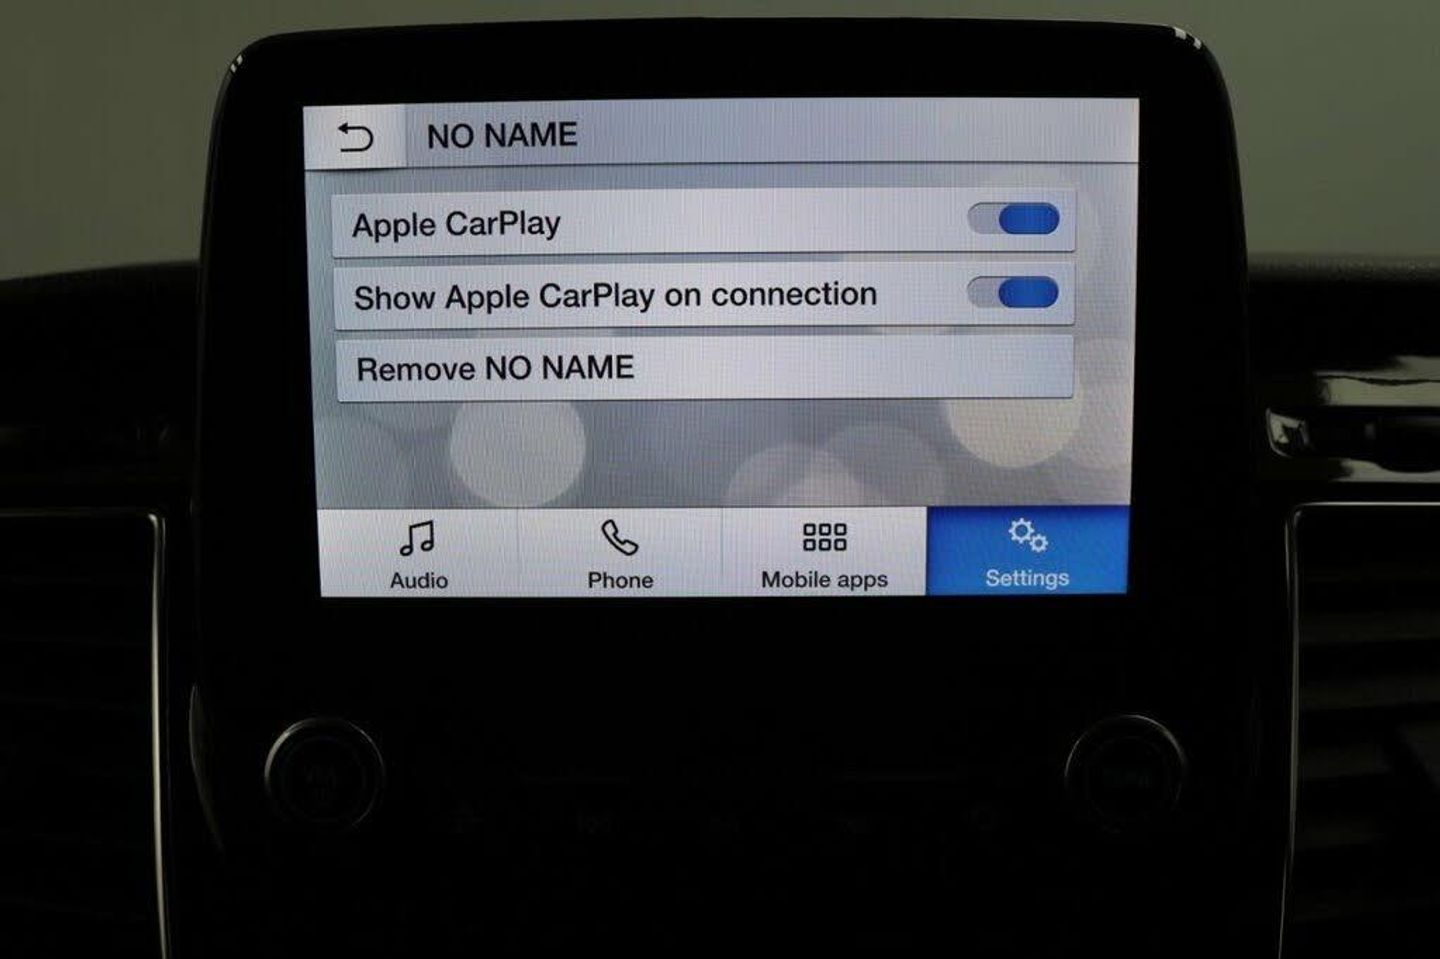 NO NAME
Apple CarPlay
Show Apple CarPlay on connection
Remove NO NAME
Audio
Phone
Mobile apps
Settings